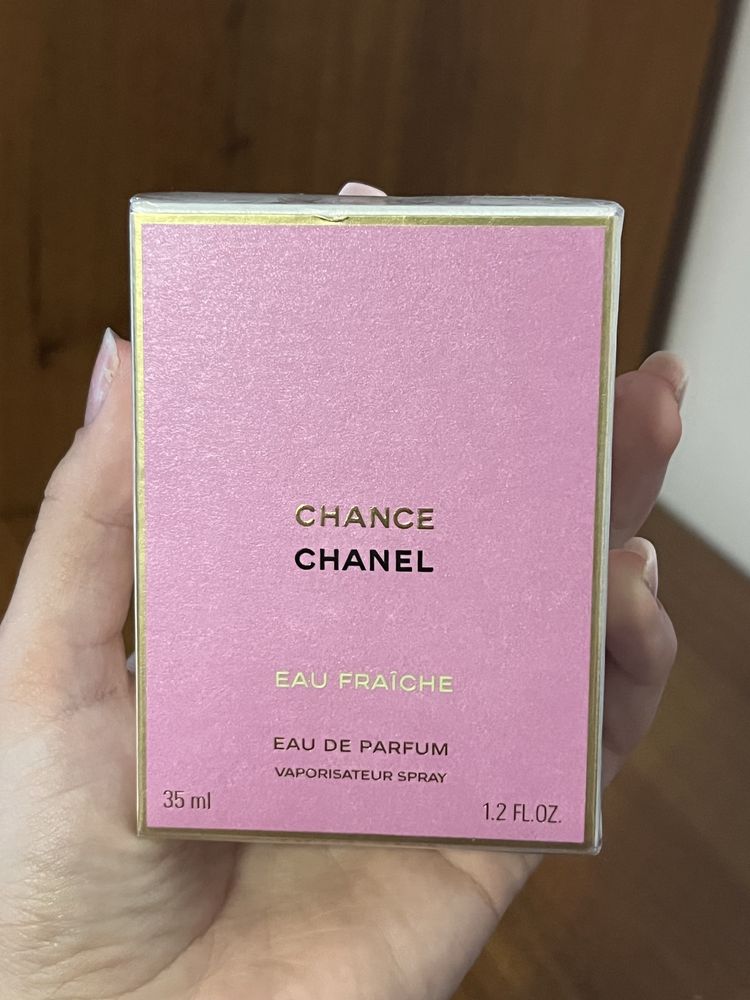 CHANCE
CHANEL
EAU FRAÎCHE
EAU DE PARFUM
VAPORISATEUR SPRAY
35 ml 1.2 FL.OZ.